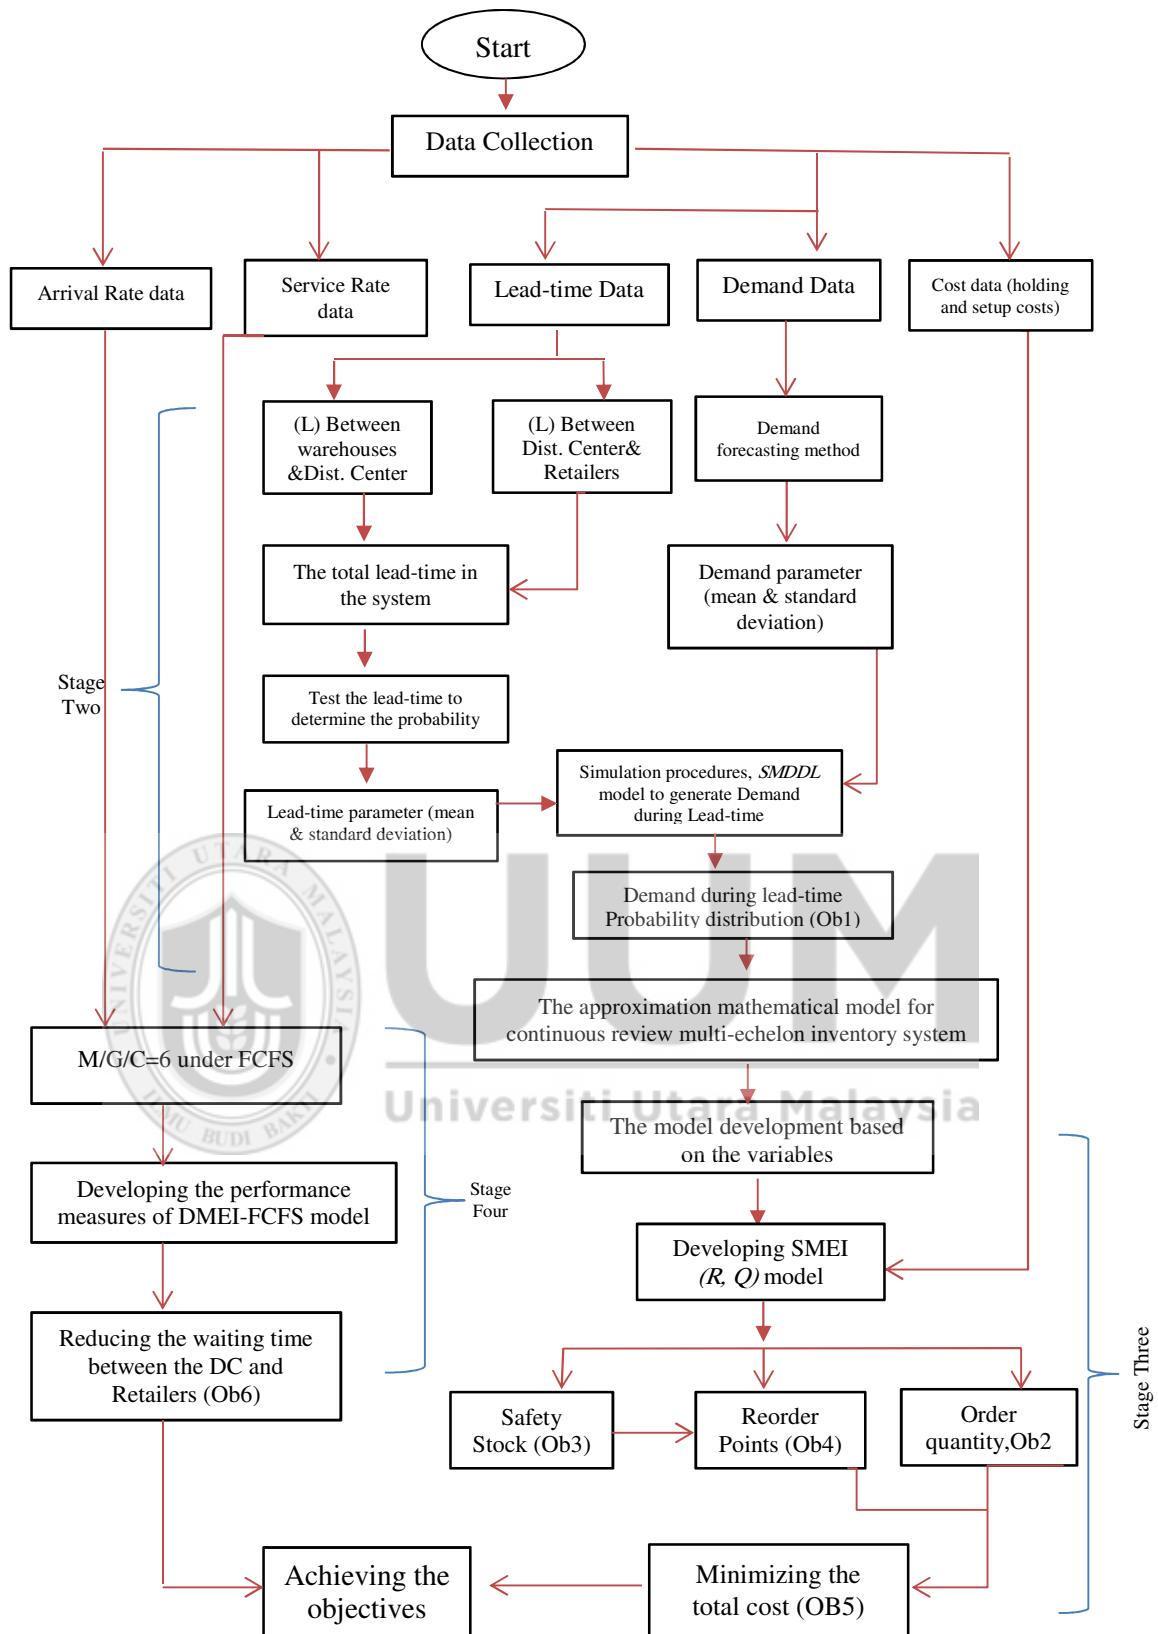 Start
Data Collection
Arrival Rate data
Service Rate
data
Lead-time Data
Demand Data
Cost data (holding
and setup costs)
(L) Between
warehouses
&Dist. Center
(L) Between
Dist. Center&
Retailers
Demand
forecasting method
The total lead-time in
the system
Demand parameter
(mean & standard
deviation)
Stage
Two
Test the lead-time to
determine the probability
Simulation procedures, SMDDL
model to generate Demand
during Lead-time
Lead-time parameter (mean
& standard deviation)
Demand during lead-time
Probability distribution (Ob1)
The approximation mathematical model for
continuous review multi-echelon inventory system
M/G/C=6 under FCFS
UNIVERSITI UTARA MALAYSIA
ILMU BUDI BAKTI
UUM
Universiti Utara Malaysia
The model development based
on the variables
Developing the performance
measures of DMEI-FCFS model
Stage
Four
Developing SMEI
(R, Q) model
Reducing the waiting time
between the DC and
Retailers (Ob6)
Safety
Stock (Ob3)
Reorder
Points (Ob4)
Order
quantity,Ob2
Stage Three
Achieving the
objectives
Minimizing the
total cost (OB5)